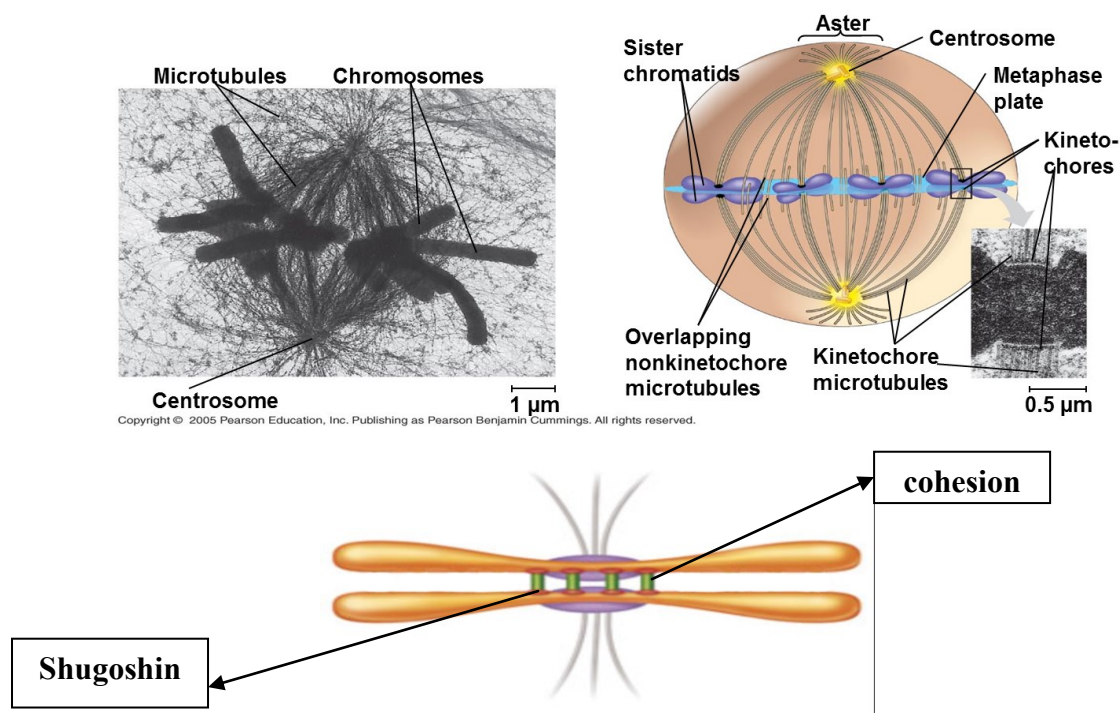 Microtubules
Chromosomes
Centrosome
1 µm
Aster
Sister
chromatids
Centrosome
Metaphase
plate
Kineto-
chores
Overlapping
nonkinetochore
microtubules
Kinetochore
microtubules
0.5 µm
Copyright © 2005 Pearson Education, Inc. Publishing as Pearson Benjamin Cummings. All rights reserved.
cohesion
Shugoshin